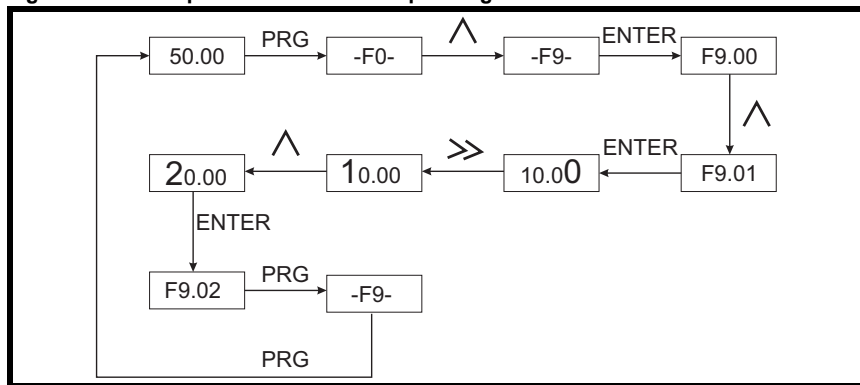 50.00 PRG -F0- -F9- ENTER F9.00
20.00 10.00 10.00 ENTER F9.01
ENTER
F9.02 PRG -F9-
PRG